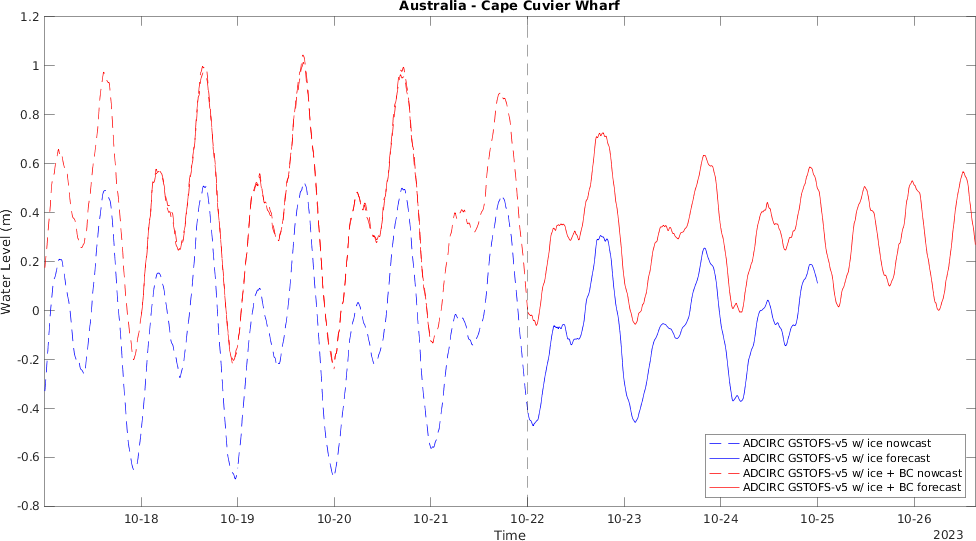 Australia - Cape Cuvier Wharf
1.2
1
0.8
0.6
0.4
0.2
0
-0.2
-0.4
-0.6
-0.8
Water Level (m)
ADCIRC GSTOFS-v5 w/ ice nowcast
ADCIRC GSTOFS-v5 w/ ice forecast
ADCIRC GSTOFS-v5 w/ ice + BC nowcast
ADCIRC GSTOFS-v5 w/ ice + BC forecast
10-18 10-19 10-20 10-21 10-22 10-23 10-24 10-25 10-26
Time
2023